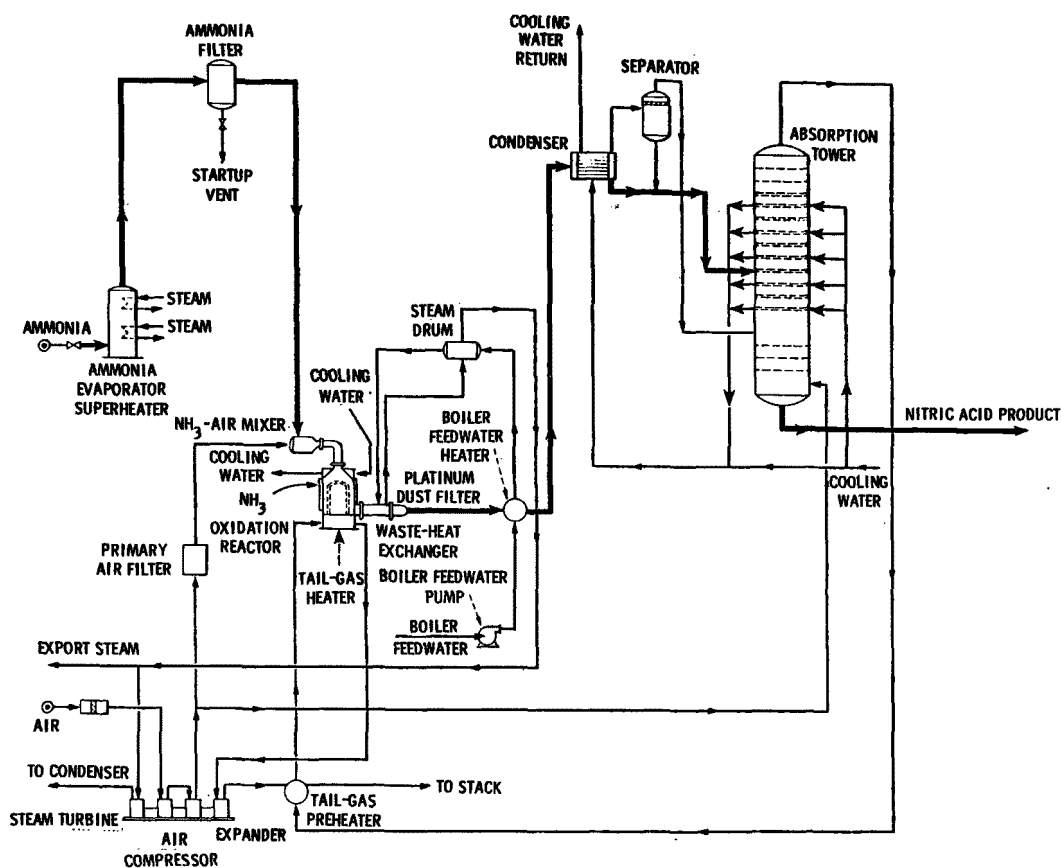 AMMONIA
FILTER
STARTUP
VENT
COOLING
WATER
RETURN
SEPARATOR
CONDENSER
ABSORPTION
TOWER
STEAM
STEAM
AMMONIA
AMMONIA
EVAPORATOR
SUPERHEATER
STEAM
DRUM
COOLING
WATER
NH3-AIR MIXER
BOILER
FEEDWATER
HEATER
NITRIC ACID PRODUCT
COOLING
WATER
PLATINUM
DUST FILTER
NH3
OXIDATION
REACTOR
COOLING
WATER
WASTE-HEAT
EXCHANGER
PRIMARY
AIR FILTER
TAIL-GAS
HEATER
BOILER FEEDWATER
PUMP
BOILER
FEEDWATER
EXPORT STEAM
AIR
TO CONDENSER
TO STACK
STEAM TURBINE
AIR
COMPRESSOR
EXPANDER
TAIL-GAS
PREHEATER